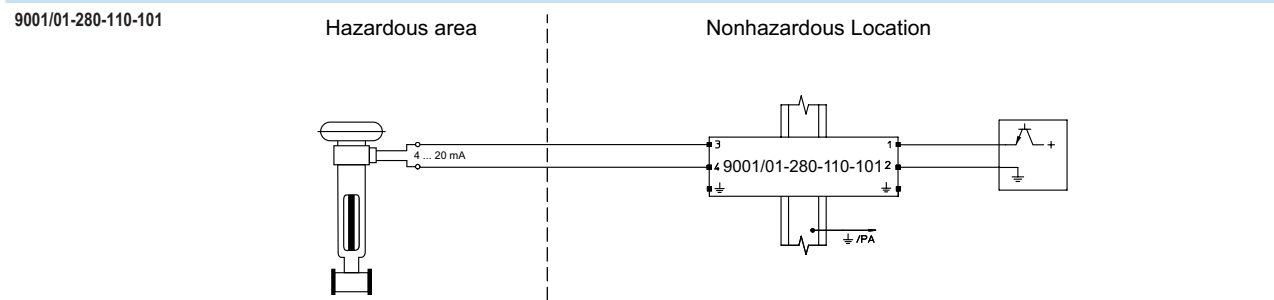 9001/01-280-110-101
Hazardous area
Nonhazardous Location
4 ... 20 mA
3
1
+
4 9001/01-280-110-101 2
/PA